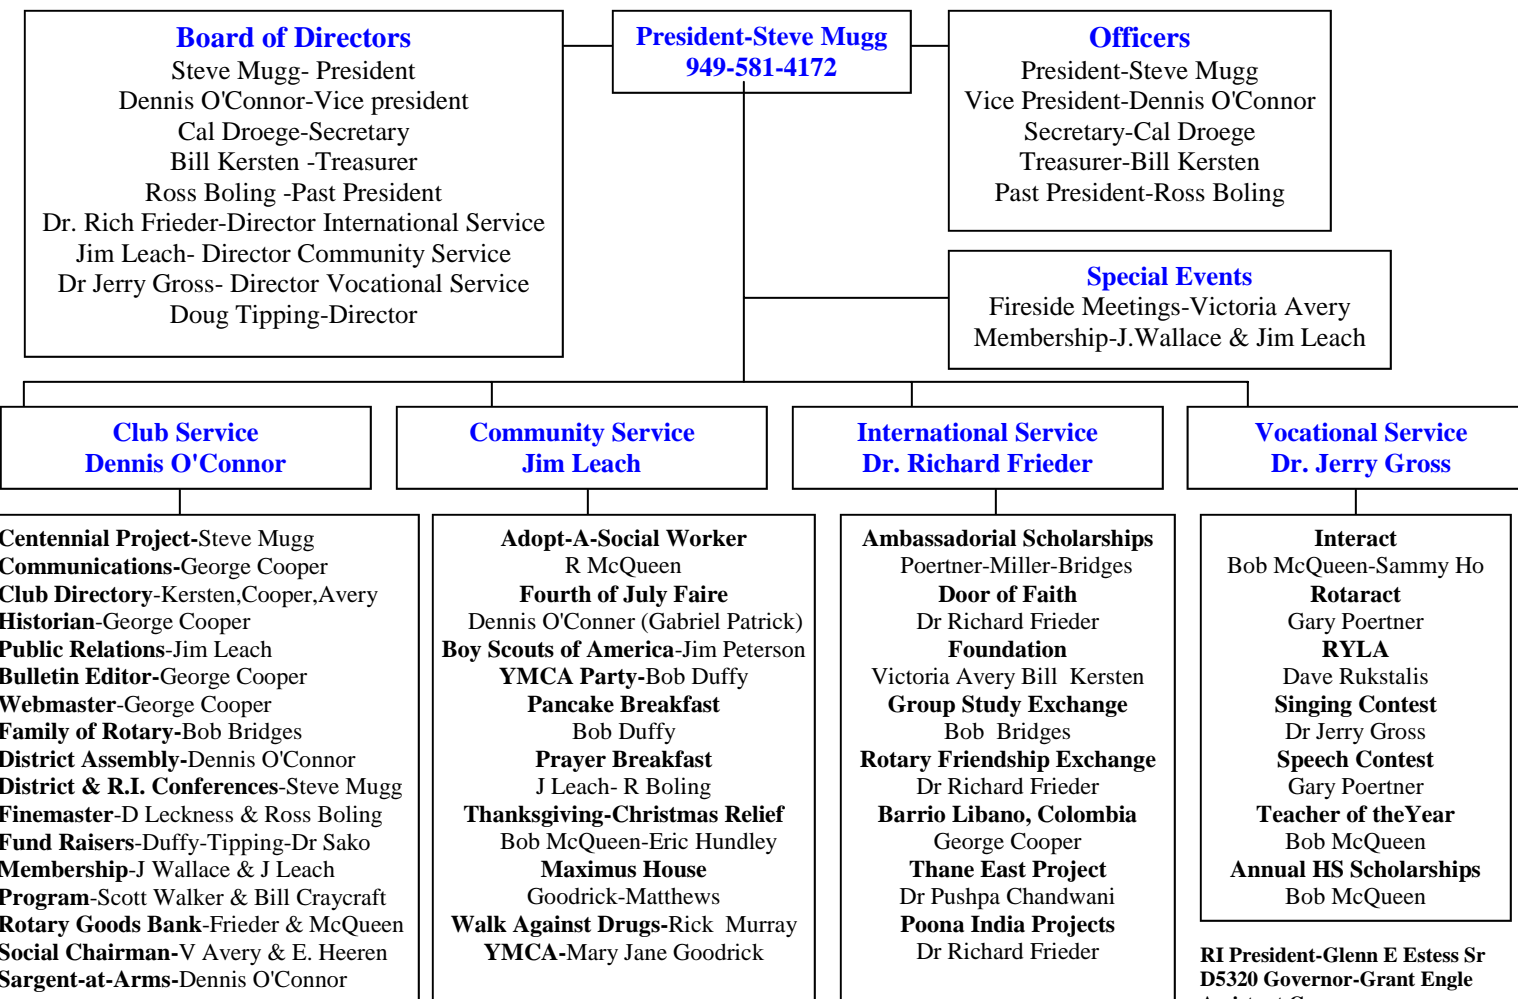 Board of Directors
Steve Mugg- President
Dennis O'Connor-Vice president
Cal Droege-Secretary
Bill Kersten -Treasurer
Ross Boling -Past President
Dr. Rich Frieder-Director International Service
Jim Leach- Director Community Service
Dr Jerry Gross- Director Vocational Service
Doug Tipping-Director
President-Steve Mugg
949-581-4172
Officers
President-Steve Mugg
Vice President-Dennis O'Connor
Secretary-Cal Droege
Treasurer-Bill Kersten
Past President-Ross Boling
Special Events
Fireside Meetings-Victoria Avery
Membership-J.Wallace & Jim Leach
Club Service
Dennis O'Connor
Community Service
Jim Leach
International Service
Dr. Richard Frieder
Vocational Service
Dr. Jerry Gross
Centennial Project-Steve Mugg
Communications-George Cooper
Club Directory-Kersten,Cooper,Avery
Historian-George Cooper
Public Relations-Jim Leach
Bulletin Editor-George Cooper
Webmaster-George Cooper
Family of Rotary-Bob Bridges
District Assembly-Dennis O'Connor
District & R.I. Conferences-Steve Mugg
Finemaster-D Leckness & Ross Boling
Fund Raisers-Duffy-Tipping-Dr Sako
Membership-J Wallace & J Leach
Program-Scott Walker & Bill Craycraft
Rotary Goods Bank-Frieder & McQueen
Social Chairman-V Avery & E. Heeren
Sargent-at-Arms-Dennis O'Connor
Adopt-A-Social Worker
R McQueen
Fourth of July Faire
Dennis O'Conner (Gabriel Patrick)
Boy Scouts of America-Jim Peterson
YMCA Party-Bob Duffy
Pancake Breakfast
Bob Duffy
Prayer Breakfast
J Leach- R Boling
Thanksgiving-Christmas Relief
Bob McQueen-Eric Hundley
Maximus House
Goodrick-Matthews
Walk Against Drugs-Rick Murray
YMCA-Mary Jane Goodrick
Ambassadorial Scholarships
Poertner-Miller-Bridges
Door of Faith
Dr Richard Frieder
Foundation
Victoria Avery Bill Kersten
Group Study Exchange
Bob Bridges
Rotary Friendship Exchange
Dr Richard Frieder
Barrio Libano, Colombia
George Cooper
Thane East Project
Dr Pushpa Chandwani
Poona India Projects
Dr Richard Frieder
Interact
Bob McQueen-Sammy Ho
Rotaract
Gary Poertner
RYLA
Dave Rukstalis
Singing Contest
Dr Jerry Gross
Speech Contest
Gary Poertner
Teacher of theYear
Bob McQueen
Annual HS Scholarships
Bob McQueen
RI President-Glenn E Estess Sr
D5320 Governor-Grant Engle